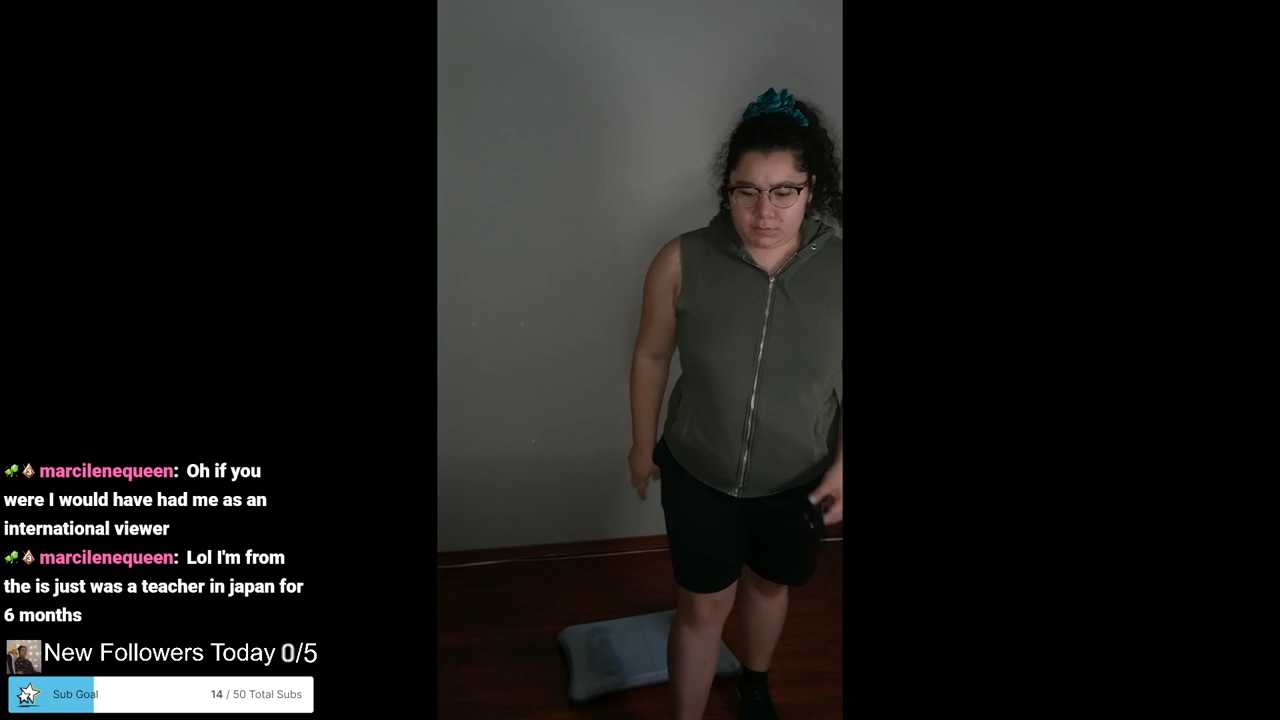 marcilenequeen: Oh if you
were I would have had me as an
international viewer
marcilenequeen: Lol I'm from
the is just was a teacher in japan for
6 months
New Followers Today 0/5
Sub Goal 14 / 50 Total Subs